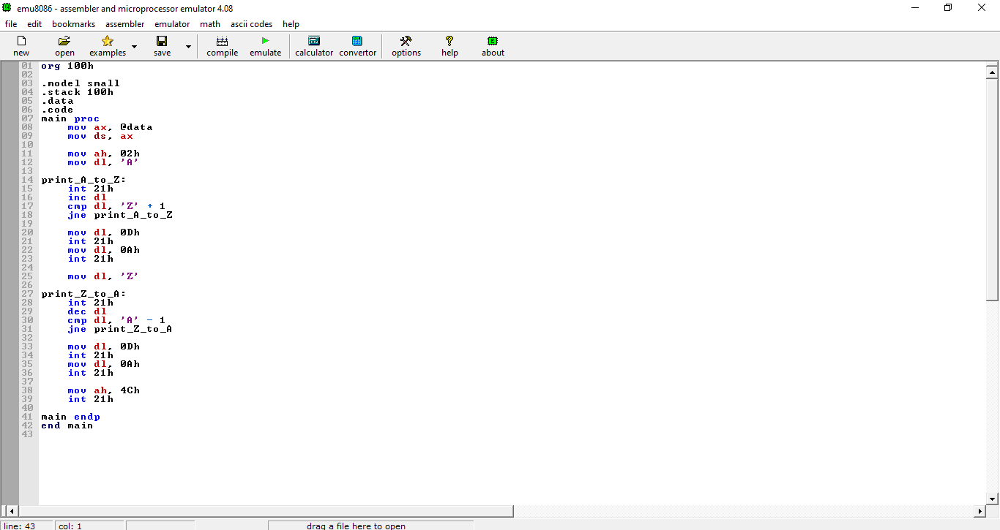 emu8086 - assembler and microprocessor emulator 4.08
file edit bookmarks assembler emulator math ascii codes help
new open examples save compile emulate calculator convertor options help about
01 org 100h
02
03 .model small
04 .stack 100h
05 .data
06 .code
07 main proc
08 mov ax, @data
09 mov ds, ax
10
11 mov ah, 02h
12 mov dl, 'A'
13
14 print_A_to_Z:
15 int 21h
16 inc dl
17 cmp dl, 'Z' + 1
18 jne print_A_to_Z
19
20 mov dl, 0Dh
21 int 21h
22 mov dl, 0Ah
23 int 21h
24
25 mov dl, 'Z'
26
27 print_Z_to_A:
28 int 21h
29 dec dl
30 cmp dl, 'A' - 1
31 jne print_Z_to_A
32
33 mov dl, 0Dh
34 int 21h
35 mov dl, 0Ah
36 int 21h
37
38 mov ah, 4Ch
39 int 21h
40
41 main endp
42 end main
43
line: 43 col: 1 drag a file here to open